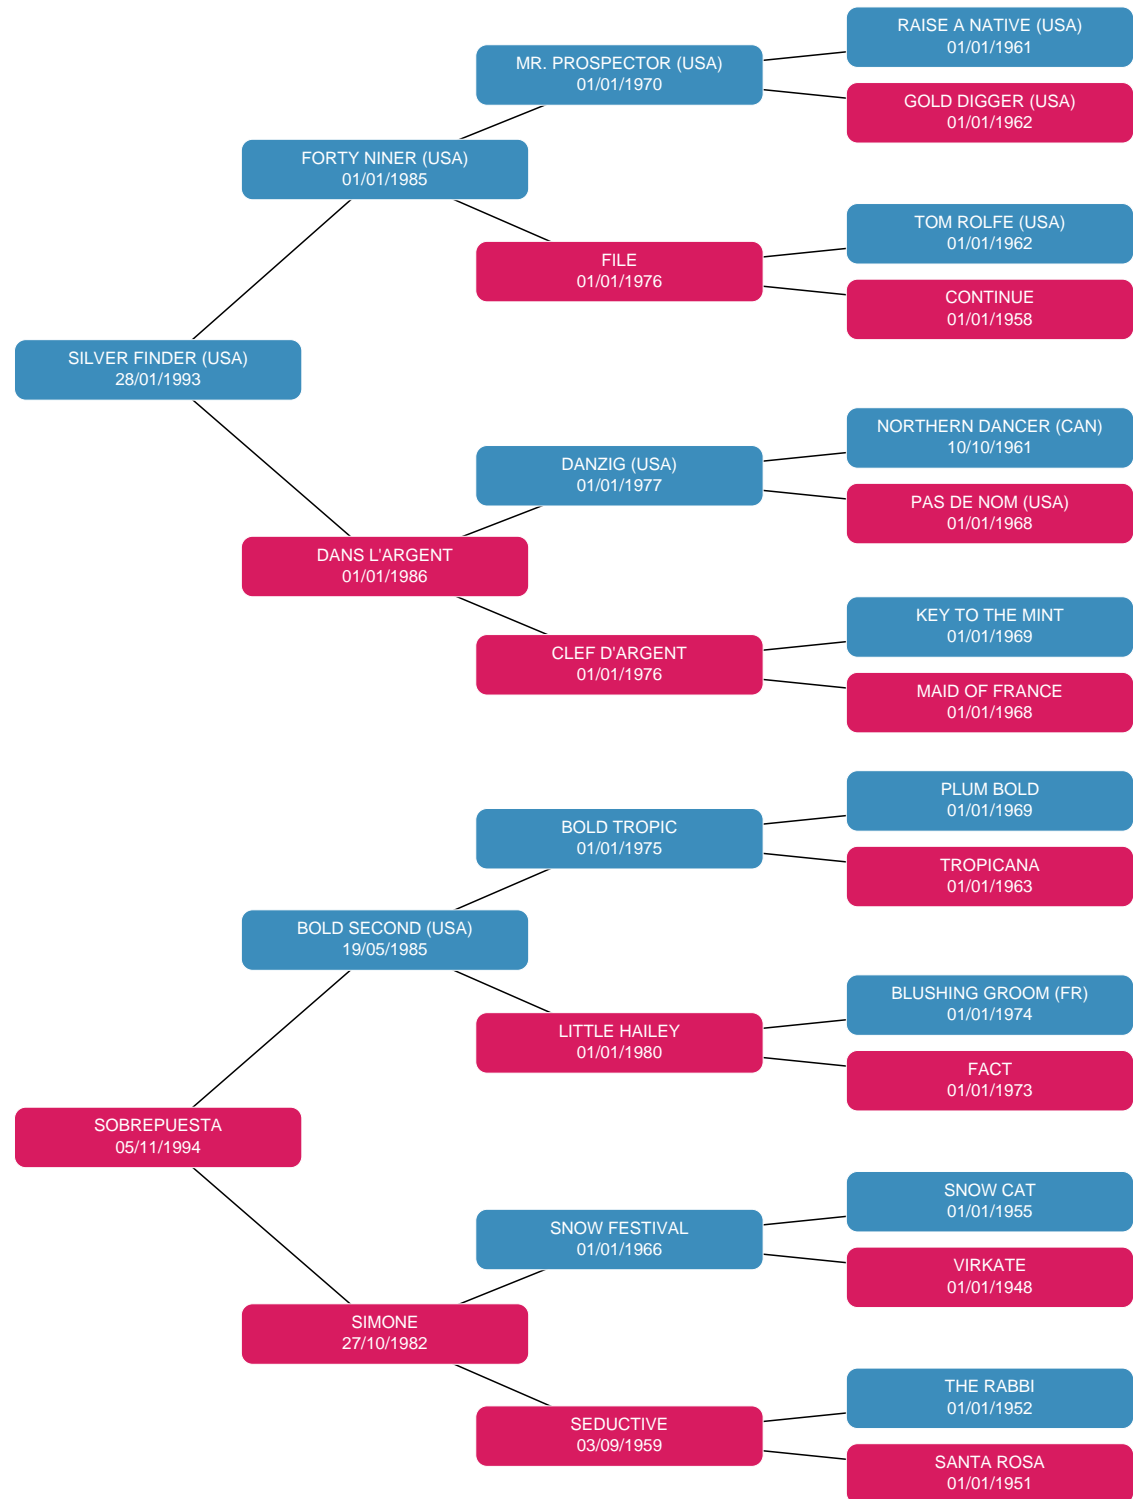 RAISE A NATIVE (USA)
01/01/1961
MR. PROSPECTOR (USA)
01/01/1970
GOLD DIGGER (USA)
01/01/1962
FORTY NINER (USA)
01/01/1985
TOM ROLFE (USA)
01/01/1962
FILE
01/01/1976
CONTINUE
01/01/1958
SILVER FINDER (USA)
28/01/1993
NORTHERN DANCER (CAN)
10/10/1961
DANZIG (USA)
01/01/1977
PAS DE NOM (USA)
01/01/1968
DANS L'ARGENT
01/01/1986
KEY TO THE MINT
01/01/1969
CLEF D'ARGENT
01/01/1976
MAID OF FRANCE
01/01/1968
PLUM BOLD
01/01/1969
BOLD TROPIC
01/01/1975
TROPICANA
01/01/1963
BOLD SECOND (USA)
19/05/1985
BLUSHING GROOM (FR)
01/01/1974
LITTLE HAILEY
01/01/1980
FACT
01/01/1973
SOBREPUESTA
05/11/1994
SNOW CAT
01/01/1955
SNOW FESTIVAL
01/01/1966
VIRKATE
01/01/1948
SIMONE
27/10/1982
THE RABBI
01/01/1952
SEDUCTIVE
03/09/1959
SANTA ROSA
01/01/1951